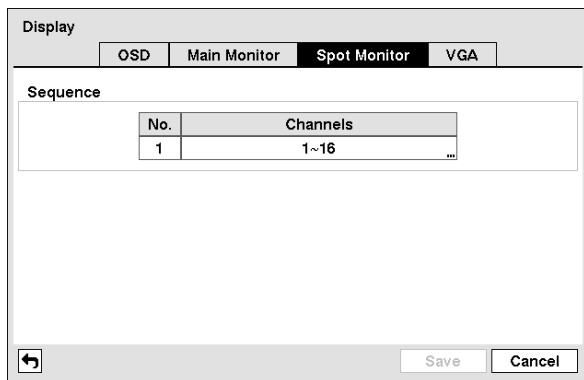 Display
OSD Main Monitor Spot Monitor VGA
Sequence
No. Channels
1 1~16 ...
Save Cancel